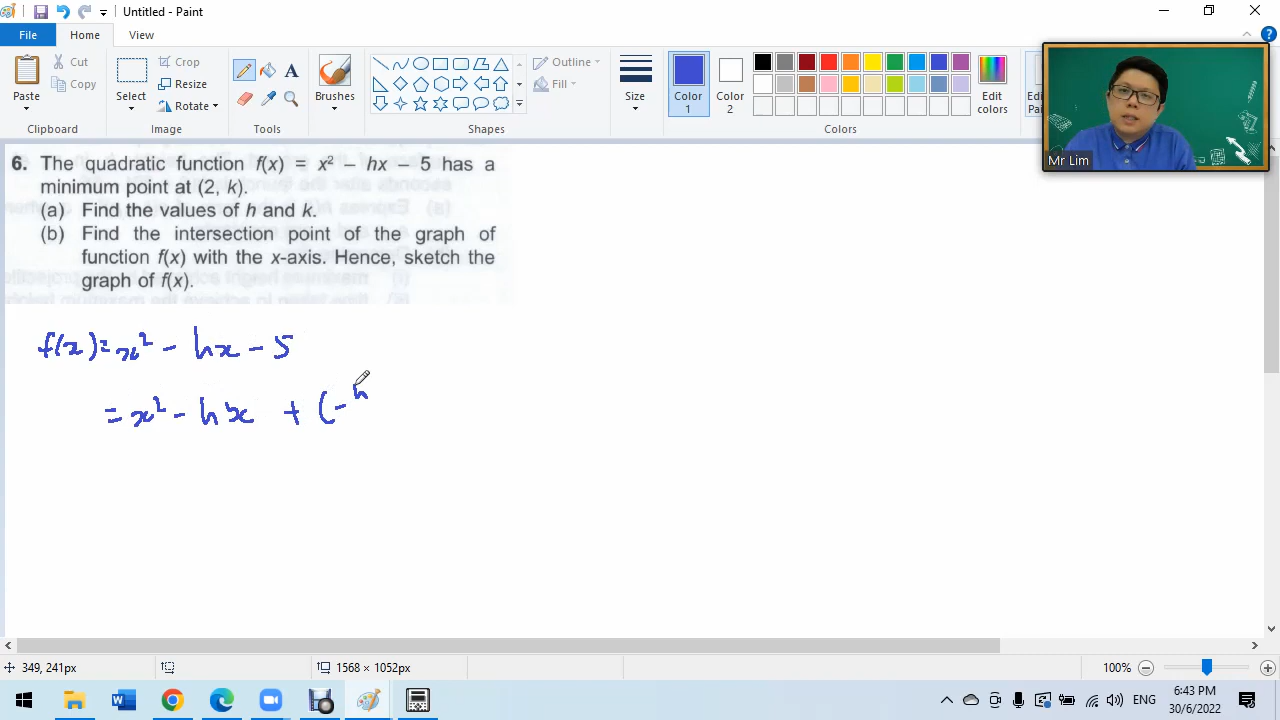 Untitled - Paint
File Home View
Cut
Copy
Paste
Clipboard
Select
Crop
Resize
Rotate
Image
Tools
Brushes
Outline
Fill
Shapes
Size
Color 1
Color 2
Edit colors
Colors
Mr Lim
6. The quadratic function f(x) = x² – hx – 5 has a
minimum point at (2, k).
(a) Find the values of h and k.
(b) Find the intersection point of the graph of
function f(x) with the x-axis. Hence, sketch the
graph of f(x).
f(x) = x² - hx - 5
= x² - hx + (-h
349, 241px
1568 × 1052px
100%
ENG
6:43 PM
30/6/2022